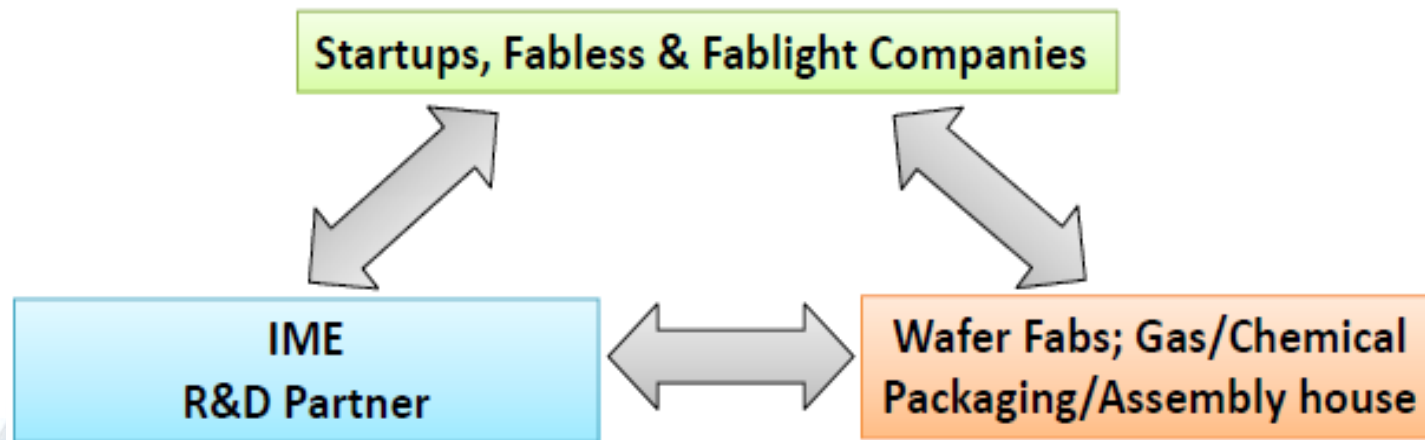 Startups, Fabless & Fablight Companies
IME
R&D Partner
Wafer Fabs; Gas/Chemical
Packaging/Assembly house